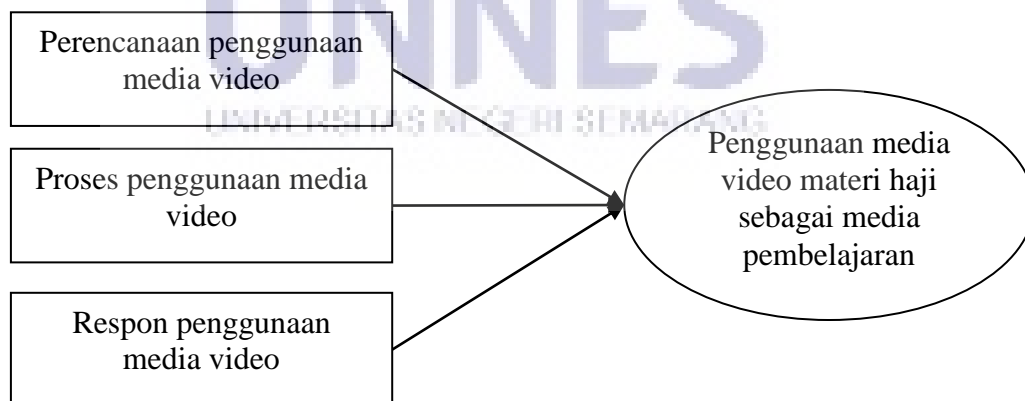 UNNES
UNIVERSITAS NEGERI SEMARANG
Perencanaan penggunaan
media video
Proses penggunaan media
video
Respon penggunaan
media video
Penggunaan media
video materi haji
sebagai media
pembelajaran